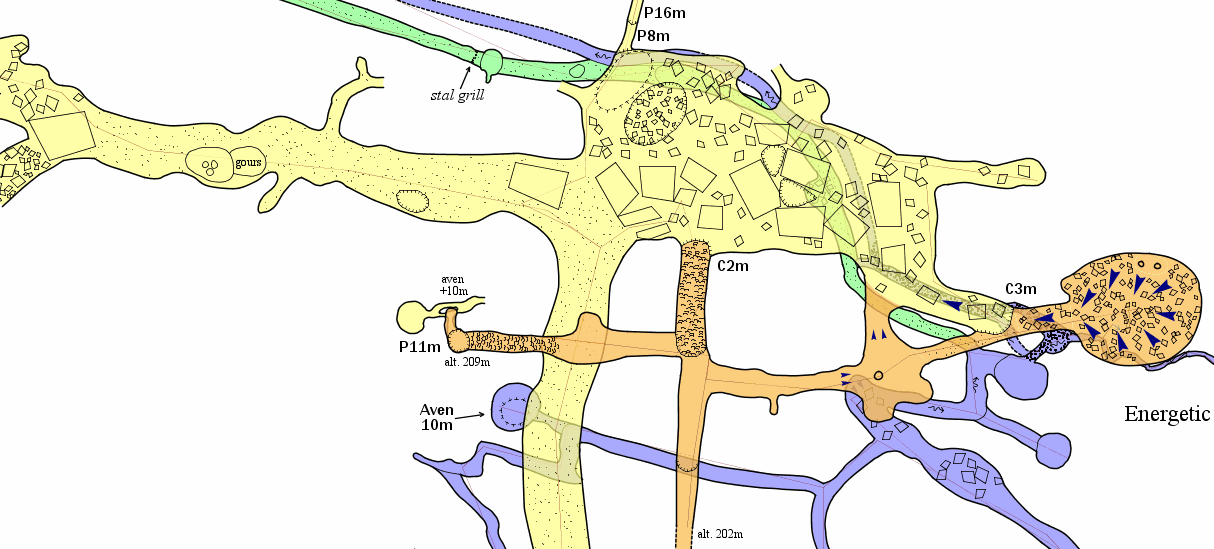 P16m
P8m
stal grill
gours
C2m
C3m
aven
+10m
P11m
alt. 209m
Aven
10m
Energetic
alt. 202m